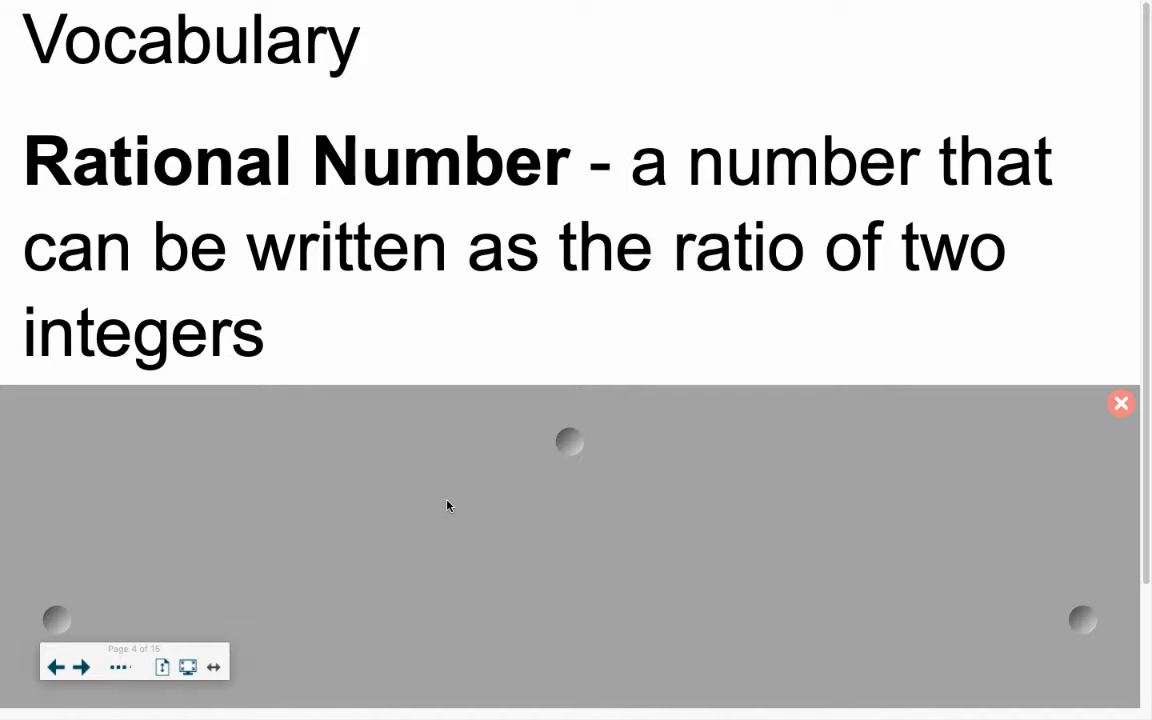 Vocabulary
Rational Number - a number that
can be written as the ratio of two
integers
Page 4 of 15